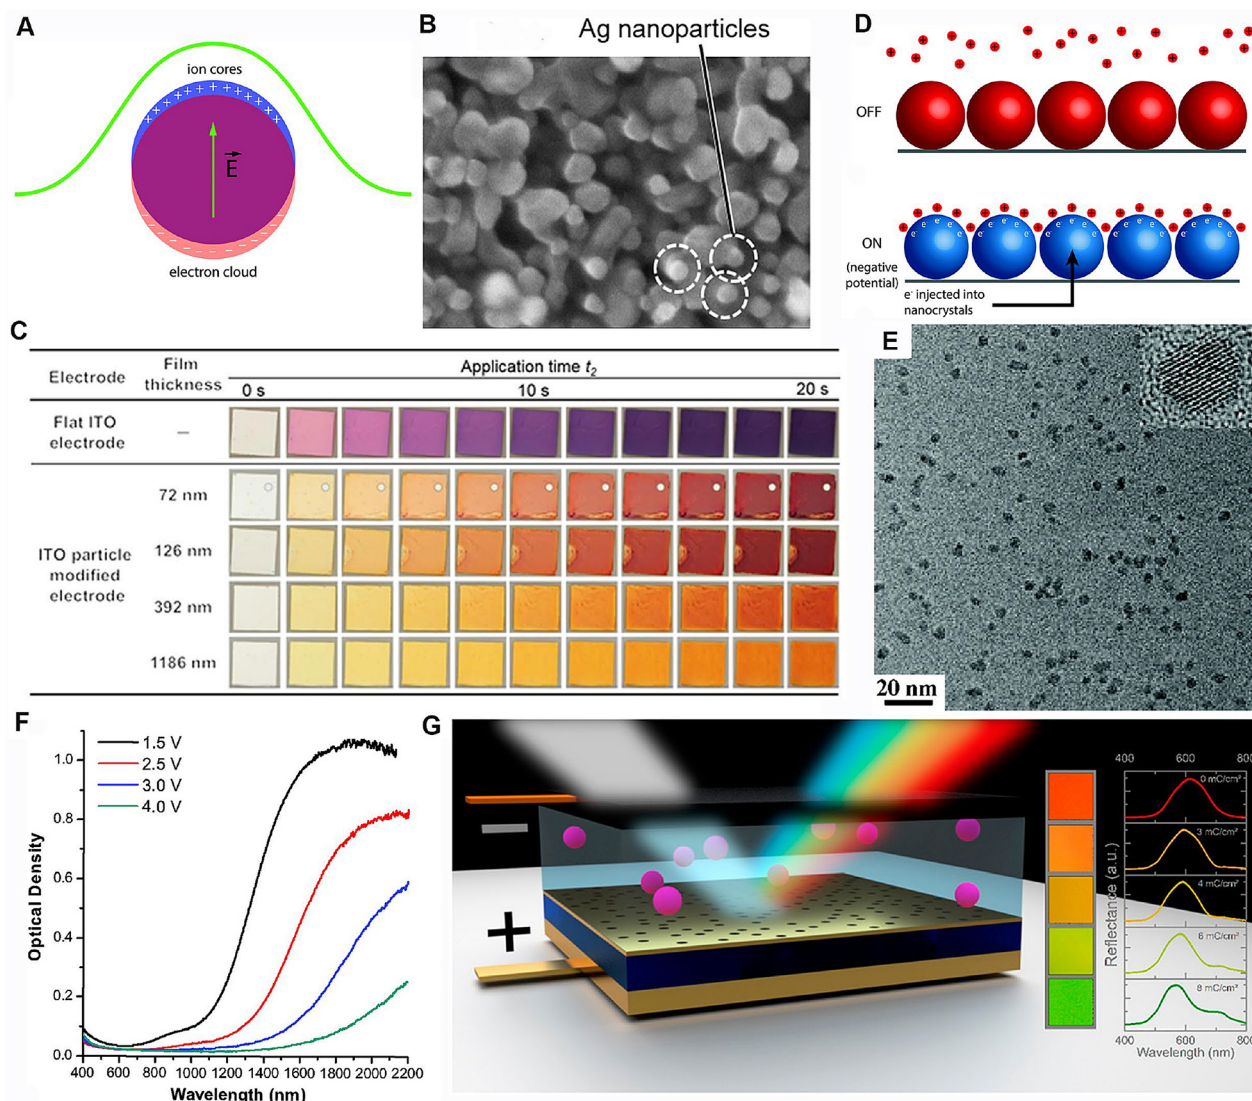 A
ion cores
E
electron cloud
B
Ag nanoparticles
C
Electrode
Film
thickness
Application time t2
0 s
10 s
20 s
Flat ITO
electrode
—
ITO particle
modified
electrode
72 nm
126 nm
392 nm
1186 nm
D
OFF
ON
(negative
potential)
e- injected into
nanocrystals
e- e- e- e- e-
E
20 nm
F
1.5 V
2.5 V
3.0 V
4.0 V
Optical Density
1.0
0.8
0.6
0.4
0.2
0.0
400 600 800 1000 1200 1400 1600 1800 2000 2200
Wavelength (nm)
G
400 600 800
0 mC/cm²
3 mC/cm²
4 mC/cm²
6 mC/cm²
8 mC/cm²
Reflectance (a.u.)
400 600 800
Wavelength (nm)